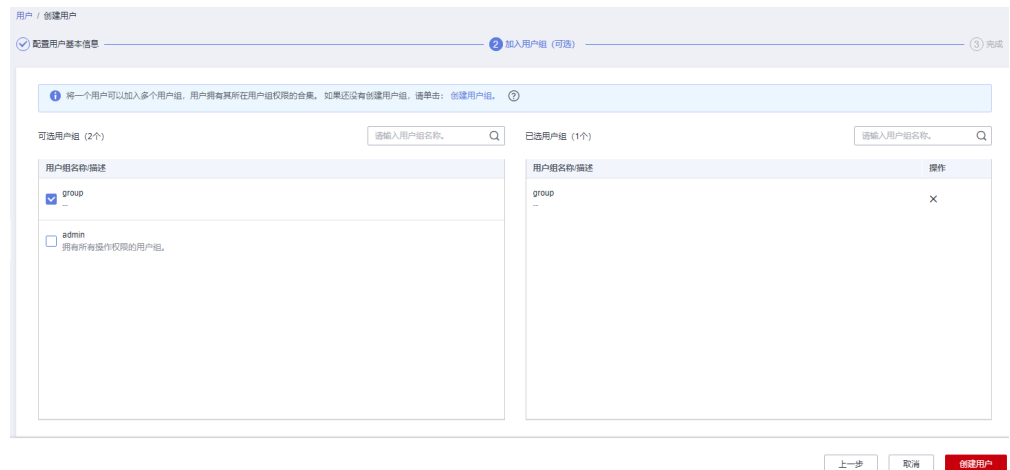 用户 / 创建用户
配置用户基本信息
2 加入用户组（可选）
3 完成
将一个用户可以加入多个用户组，用户拥有其所在用户组权限的合集。 如果还没有创建用户组，请单击： 创建用户组。
可选用户组（2个）
请输入用户组名称。
已选用户组（1个）
请输入用户组名称。
用户组名称/描述
用户组名称/描述
操作
group
--
group
--
admin
拥有所有操作权限的用户组。
上一步
取消
创建用户